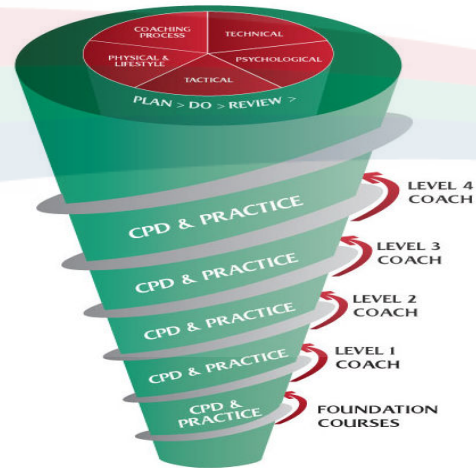 COACHING
PROCESS
TECHNICAL
PHYSICAL &
LIFESTYLE
PSYCHOLOGICAL
TACTICAL
PLAN > DO > REVIEW >
CPD & PRACTICE
LEVEL 4
COACH
CPD & PRACTICE
LEVEL 3
COACH
CPD & PRACTICE
LEVEL 2
COACH
CPD & PRACTICE
LEVEL 1
COACH
CPD &
PRACTICE
FOUNDATION
COURSES